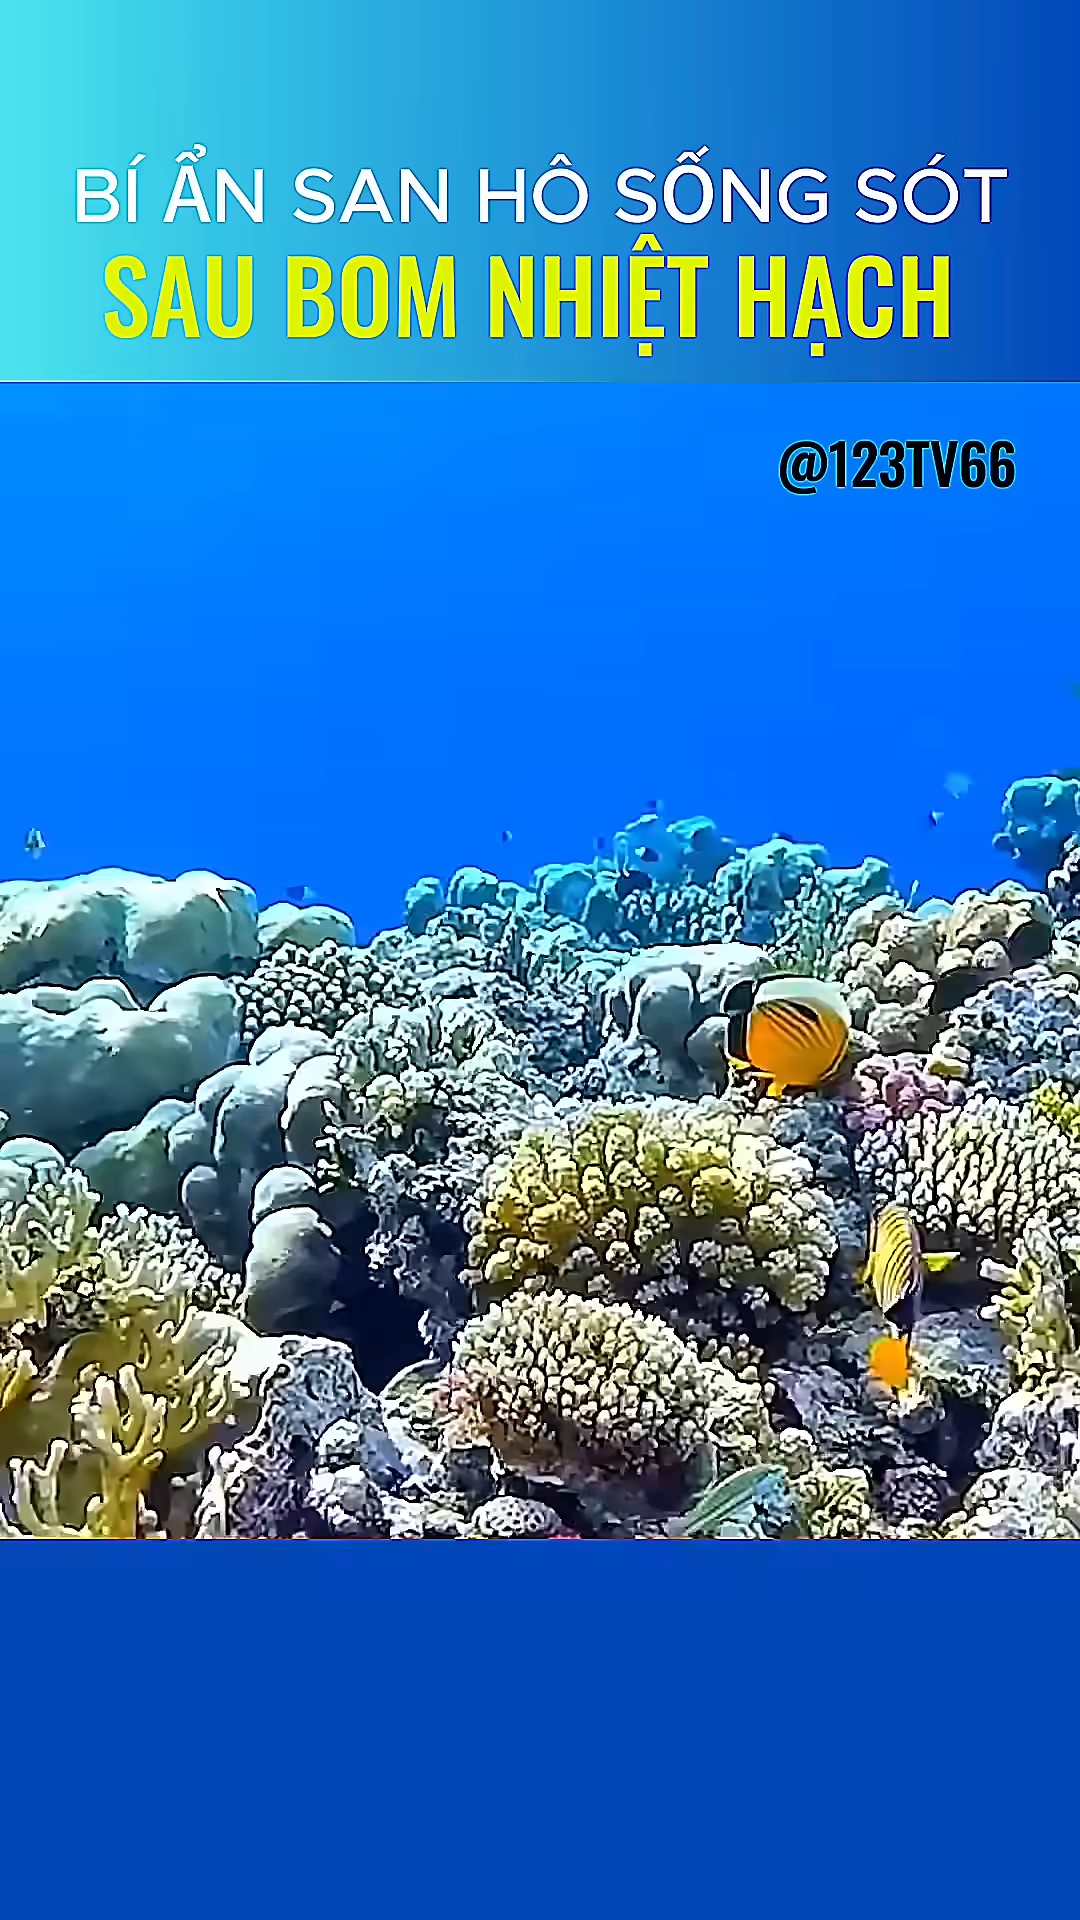 BÍ ẨN SAN HÔ SỐNG SÓT
SAU BOM NHIỆT HẠCH
@123TV66